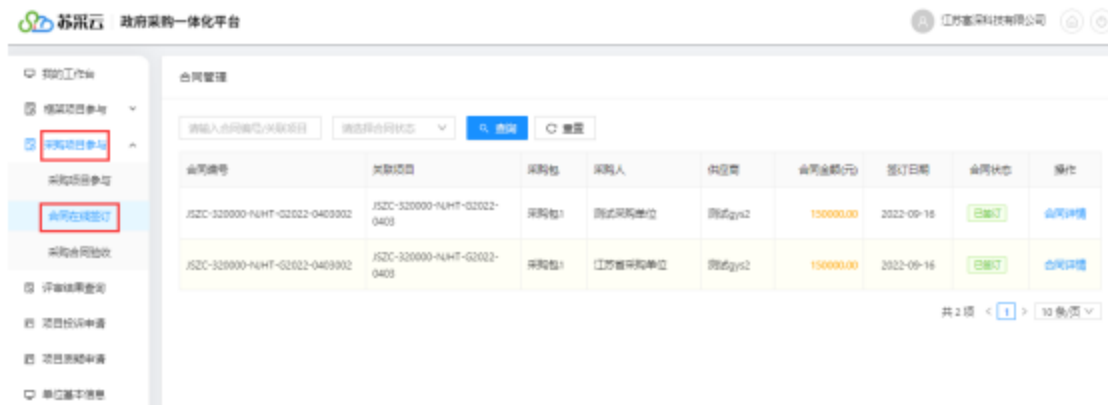 苏采云 政府采购一体化平台
江苏富深科技有限公司
我的工作台
框架项目参与
采购项目参与
采购项目参与
合同在线签订
采购合同验收
评审结果查询
项目投诉申请
项目质疑申请
单位基本信息
合同管理
请输入合同编号/关联项目 请选择合同状态 查询 重置
合同编号 关联项目 采购包 采购人 供应商 合同金额(元) 签订日期 合同状态 操作
JSZC-320000-NJHT-G2022-0403002 JSZC-320000-NJHT-G2022-0403 采购包1 测试采购单位 测试gys2 150000.00 2022-09-16 已签订 合同详情
JSZC-320000-NJHT-G2022-0403002 JSZC-320000-NJHT-G2022-0403 采购包1 江苏省采购单位 测试gys2 150000.00 2022-09-16 已签订 合同详情
共 2 项 < 1 > 10 条/页